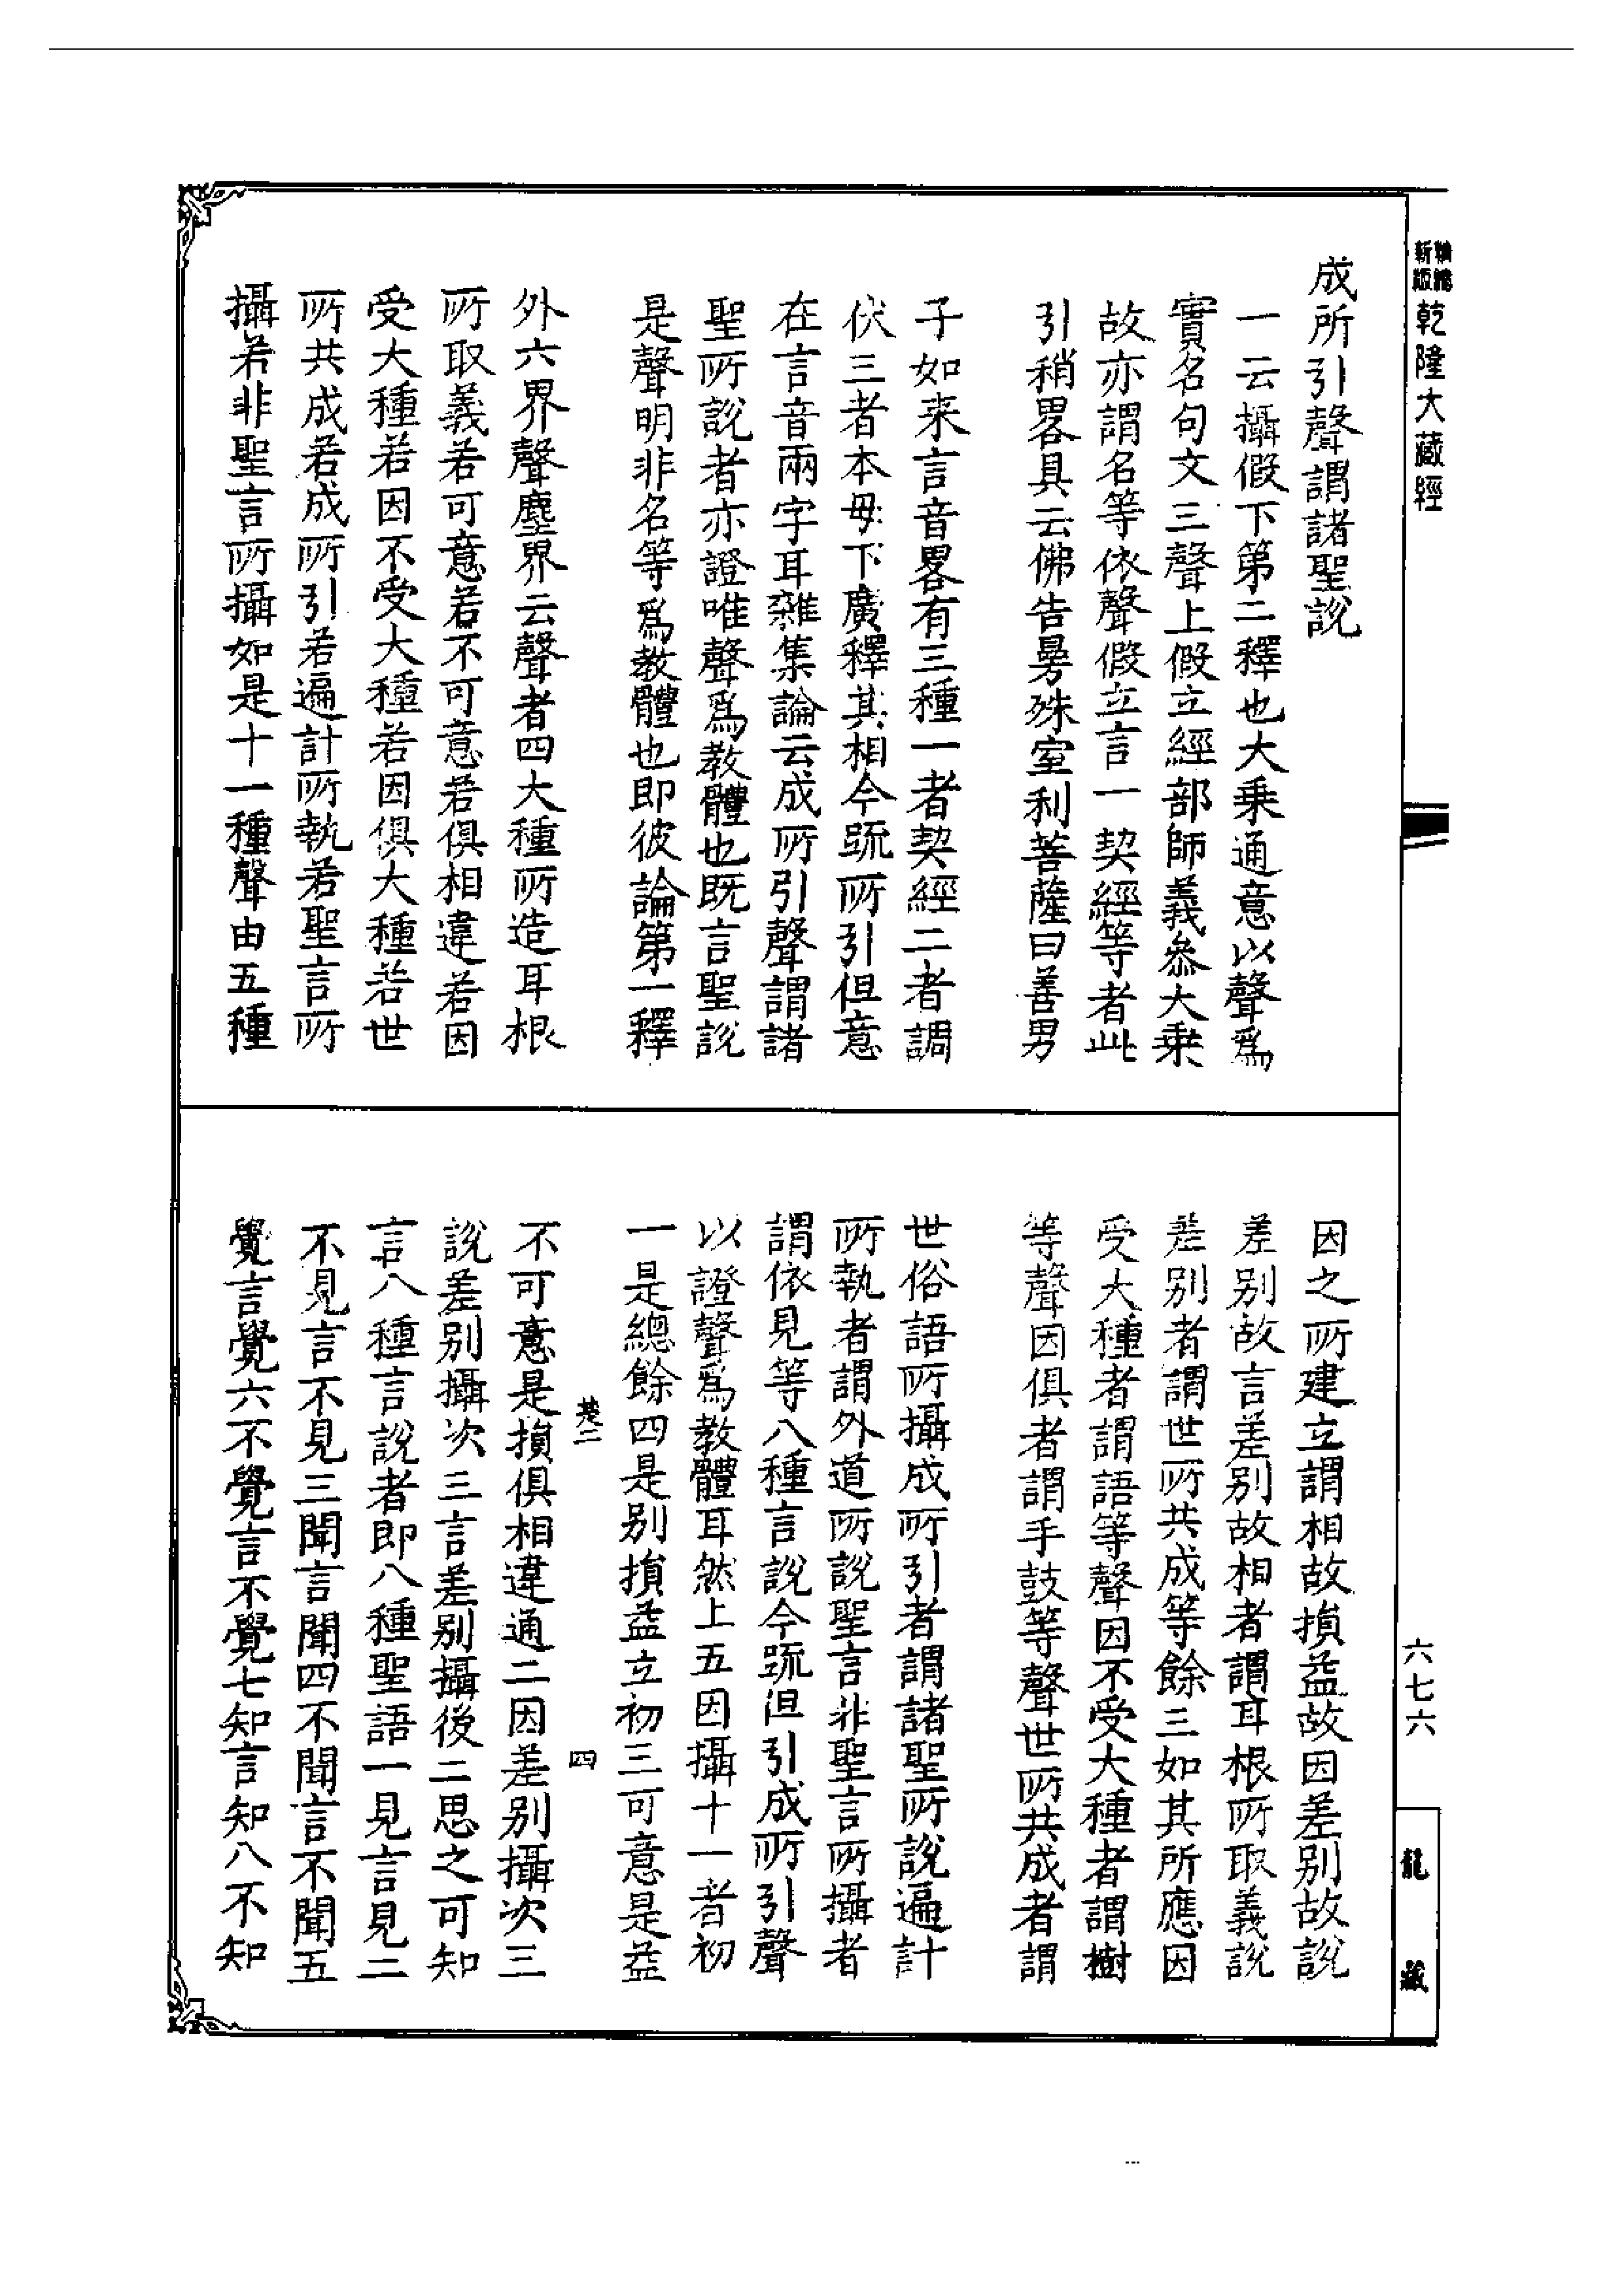 新版
精縮
乾隆大藏經
成所引聲謂諸聖說
一云攝假下第二釋也大乘通意以聲爲
實名句文三聲上假立經部師義叅大乘
故亦謂名等依聲假立言一契經等者此
引稍畧具云佛告曼殊室利菩薩曰善男
子如来言音畧有三種一者契經二者調
伏三者本母下廣釋其相今䟽所引但意
在言音兩字耳雜集論云成所引聲謂諸
聖所說者亦證唯聲爲教體也既言聖說
是聲明非名等爲教體也即彼論第一釋
外六界聲塵界云聲者四大種所造耳根
所取義若可意若不可意若俱相違若因
受大種若因不受大種若因俱大種若世
所共成若成所引若遍計所執若聖言所
攝若非聖言所攝如是十一種聲由五種
因之所建立謂相故損益故因差别故說
差别故言差别故相者謂耳根所取義說
差别者謂世所共成等餘三如其所應因
受大種者謂語等聲因不受大種者謂樹
等聲因俱者謂手鼓等聲世所共成者謂
世俗語所攝成所引者謂諸聖所說遍計
所執者謂外道所說聖言非聖言所攝者
謂依見等八種言說今䟽但引成所引聲
以證聲爲教體耳然上五因攝十一者初
一是總餘四是别損益立初三可意是益
楚二
四
不可意是損俱相違通二因差别攝次三
說差别攝次三言差别攝後二思之可知
言八種言說者即八種聖語一見言見二
不見言不見三聞言聞四不聞言不聞五
覺言覺六不覺言不覺七知言知八不知
六七六
龍藏